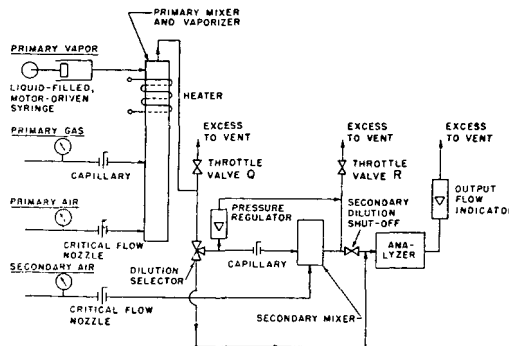 PRIMARY MIXER
AND VAPORIZER
PRIMARY VAPOR
LIQUID-FILLED,
MOTOR-DRIVEN
SYRINGE
HEATER
PRIMARY GAS
CAPILLARY
EXCESS
TO VENT
THROTTLE
VALVE Q
EXCESS
TO VENT
THROTTLE
VALVE R
EXCESS
TO VENT
OUTPUT
FLOW
INDICATOR
PRESSURE
REGULATOR
SECONDARY
DILUTION
SHUT-OFF
PRIMARY AIR
CRITICAL FLOW
NOZZLE
ANA-
LYZER
SECONDARY AIR
DILUTION
SELECTOR
CAPILLARY
CRITICAL FLOW
NOZZLE
SECONDARY MIXER